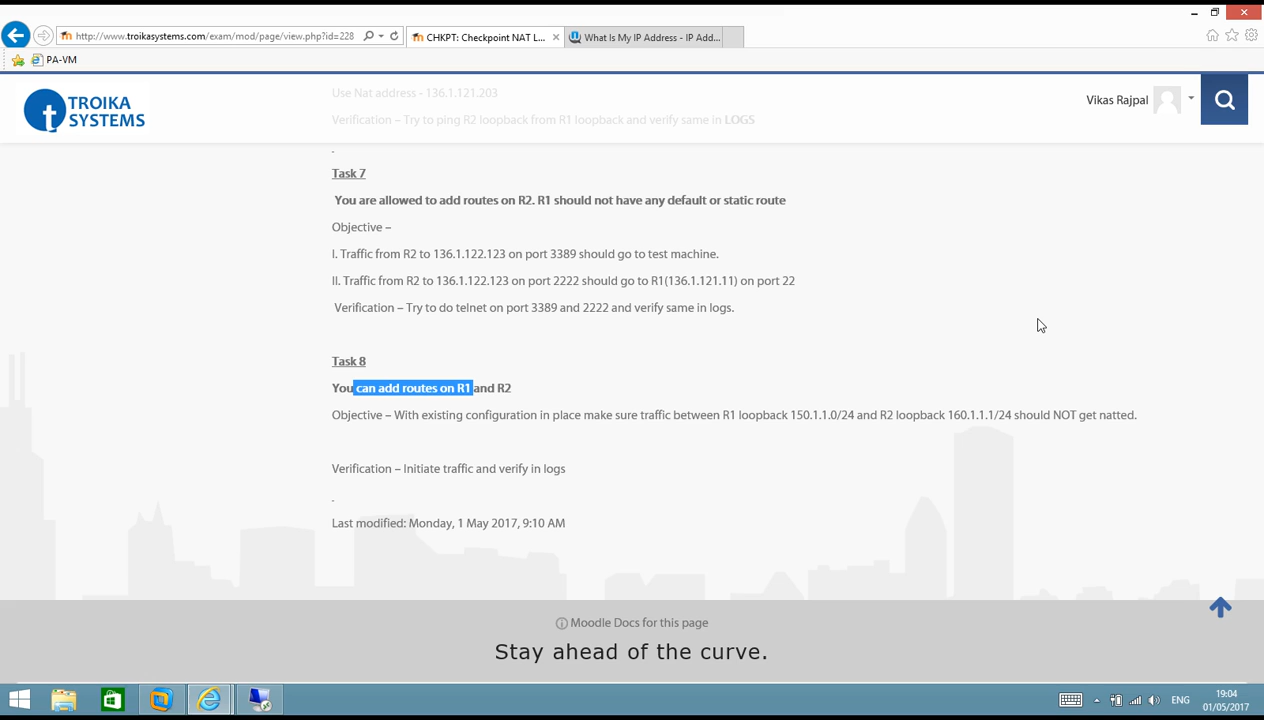 http://www.troikasystems.com/exam/mod/page/view.php?id=228
CHKPT: Checkpoint NAT L...
What Is My IP Address - IP Add...
PA-VM
TROIKA
SYSTEMS
Vikas Rajpal
Use Nat address - 136.1.121.203
Verification – Try to ping R2 loopback from R1 loopback and verify same in LOGS
Task 7
You are allowed to add routes on R2. R1 should not have any default or static route
Objective –
I. Traffic from R2 to 136.1.122.123 on port 3389 should go to test machine.
II. Traffic from R2 to 136.1.122.123 on port 2222 should go to R1(136.1.121.11) on port 22
Verification – Try to do telnet on port 3389 and 2222 and verify same in logs.
Task 8
You can add routes on R1 and R2
Objective – With existing configuration in place make sure traffic between R1 loopback 150.1.1.0/24 and R2 loopback 160.1.1.1/24 should NOT get natted.
Verification – Initiate traffic and verify in logs
Last modified: Monday, 1 May 2017, 9:10 AM
Moodle Docs for this page
Stay ahead of the curve.
ENG
19:04
01/05/2017